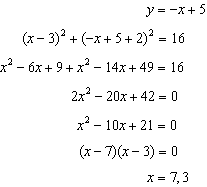 y = −x + 5
(x − 3)² + (−x + 5 + 2)² = 16
x² − 6x + 9 + x² − 14x + 49 = 16
2x² − 20x + 42 = 0
x² − 10x + 21 = 0
(x − 7)(x − 3) = 0
x = 7, 3